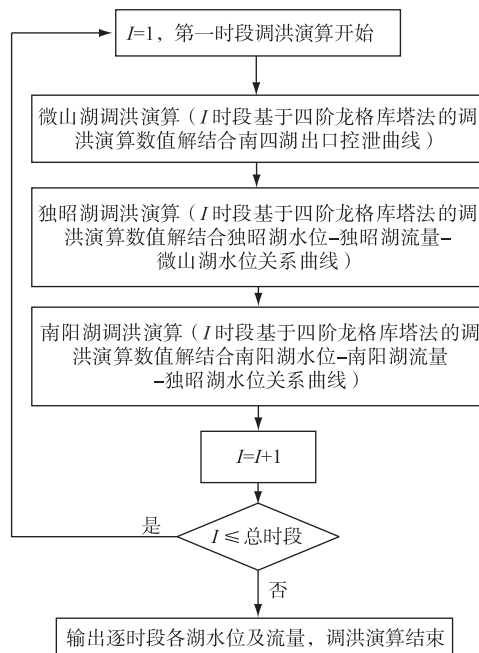 I=1，第一时段调洪演算开始
微山湖调洪演算（I 时段基于四阶龙格库塔法的调
洪演算数值解结合南四湖出口控泄曲线）
独昭湖调洪演算（I 时段基于四阶龙格库塔法的调
洪演算数值解结合独昭湖水位-独昭湖流量-
微山湖水位关系曲线）
南阳湖调洪演算（I 时段基于四阶龙格库塔法的调
洪演算数值解结合南阳湖水位-南阳湖流量
-独昭湖水位关系曲线）
I=I+1
是
I ≤ 总时段
否
输出逐时段各湖水位及流量，调洪演算结束